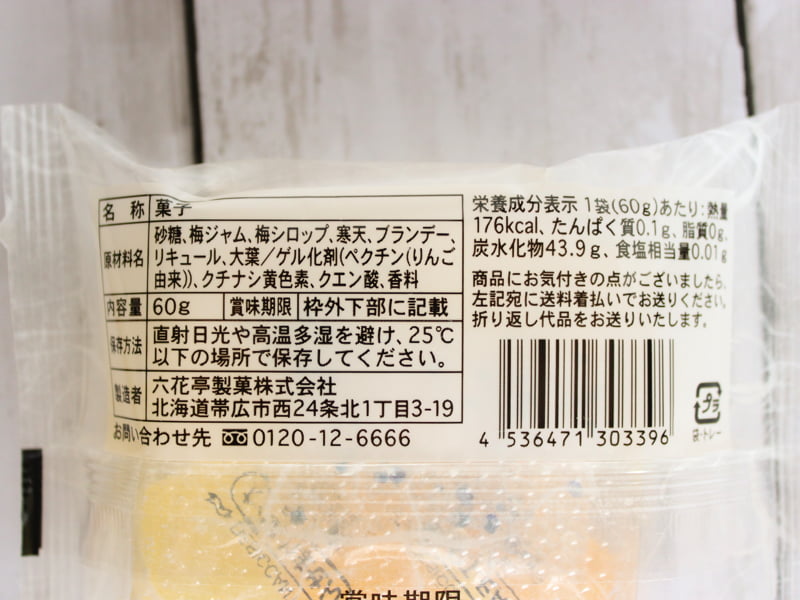 名 称 菓子
原材料名 砂糖、梅ジャム、梅シロップ、寒天、ブランデー、
リキュール、大葉／ゲル化剤(ペクチン(りんご
由来))、クチナシ黄色素、クエン酸、香料
内容量 60g 賞味期限 枠外下部に記載
保存方法 直射日光や高温多湿を避け、25℃
以下の場所で保存してください。
製造者 六花亭製菓株式会社
北海道帯広市西24条北1丁目3-19
お問い合わせ先 0120-12-6666
栄養成分表示 1袋(60g)あたり:熱量
176kcal、たんぱく質0.1g、脂質0g、
炭水化物43.9g、食塩相当量0.01g
商品にお気付きの点がございましたら、
左記宛に送料着払いでお送りください。
折り返し代品をお送りいたします。
4 536471 303396
プラ
袋・トレー
賞味期限